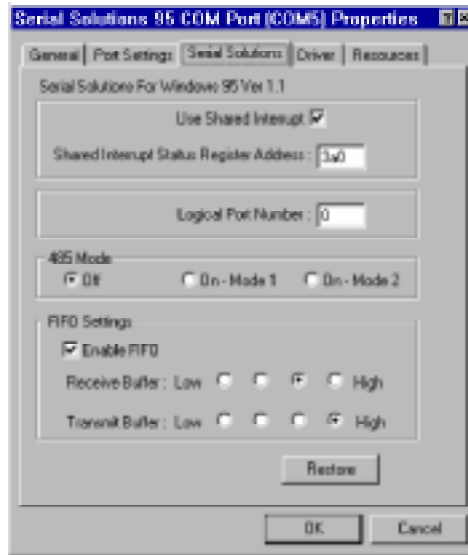 Serial Solutions 95 COM Port (COM5) Properties ? x
General Port Settings Serial Solutions Driver Resources
Serial Solutions For Windows 95 Ver 1.1
Use Shared Interrupt
Shared Interrupt Status Register Address : 3a0
Logical Port Number : 0
485 Mode
Off On - Mode 1 On - Mode 2
FIFO Settings
Enable FIFO
Receive Buffer : Low High
Transmit Buffer : Low High
Restore
OK Cancel